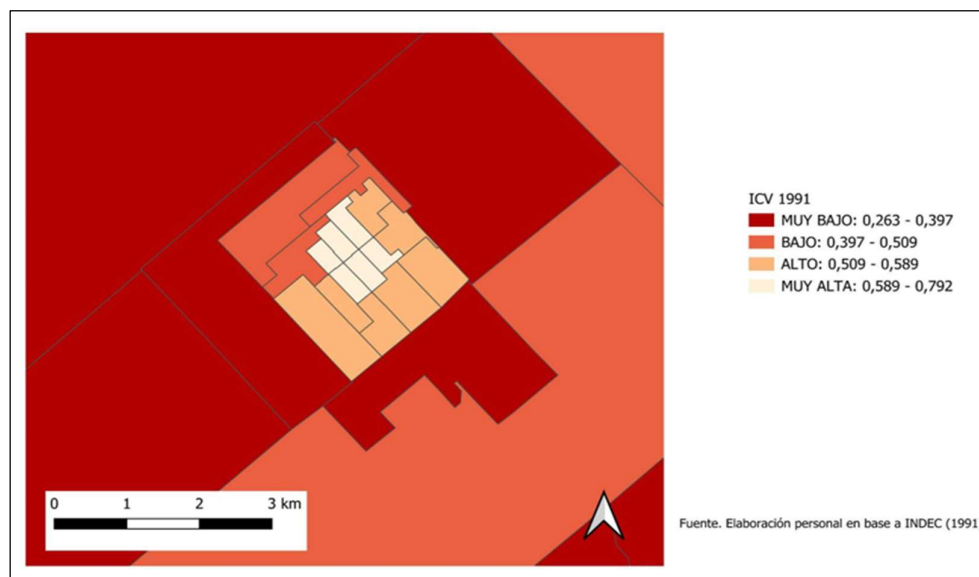 ICV 1991
MUY BAJO: 0,263 - 0,397
BAJO: 0,397 - 0,509
ALTO: 0,509 - 0,589
MUY ALTA: 0,589 - 0,792
0 1 2 3 km
Fuente. Elaboración personal en base a INDEC (1991